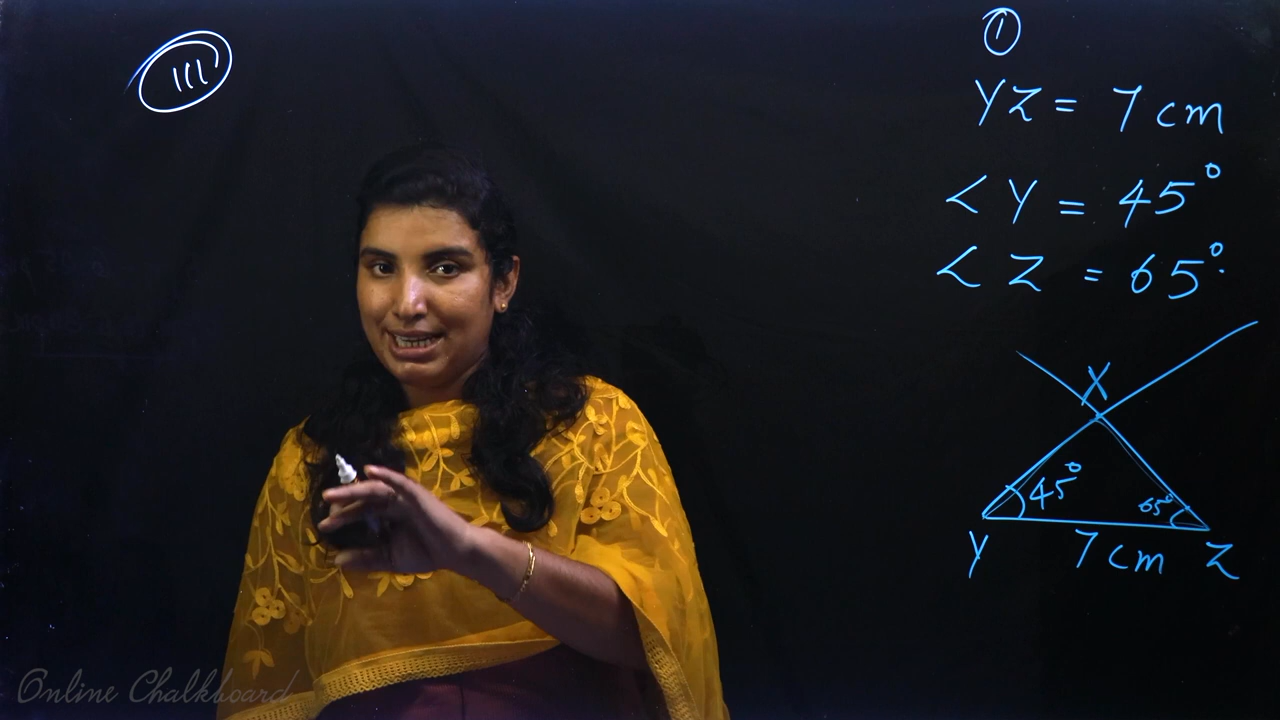 III
1
YZ = 7 cm
∠Y = 45°
∠Z = 65°.
X
45°
65°
Y
7 cm
Z
Online Chalkboard